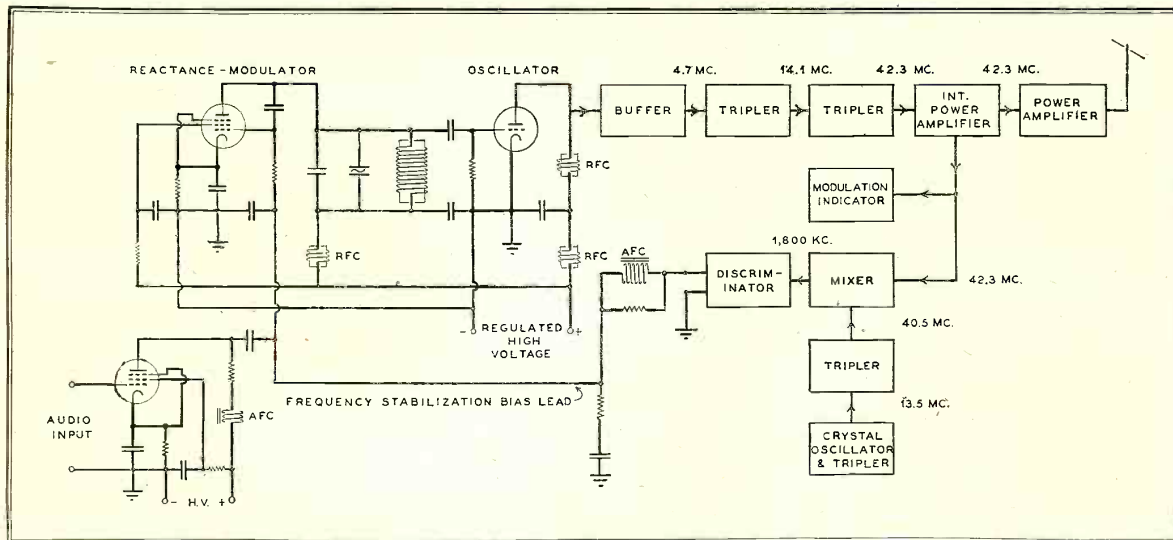 REACTANCE-MODULATOR
OSCILLATOR
4.7 MC.
14.1 MC.
42.3 MC.
42.3 MC.
BUFFER
TRIPLER
TRIPLER
INT.
POWER
AMPLIFIER
POWER
AMPLIFIER
RFC
MODULATION
INDICATOR
RFC
RFC
AFC
1,800 KC.
DISCRIM-
INATOR
MIXER
42.3 MC.
- REGULATED +
HIGH
VOLTAGE
40.5 MC.
TRIPLER
FREQUENCY STABILIZATION BIAS LEAD
13.5 MC.
AFC
AUDIO
INPUT
CRYSTAL
OSCILLATOR
& TRIPLER
- H.V. +